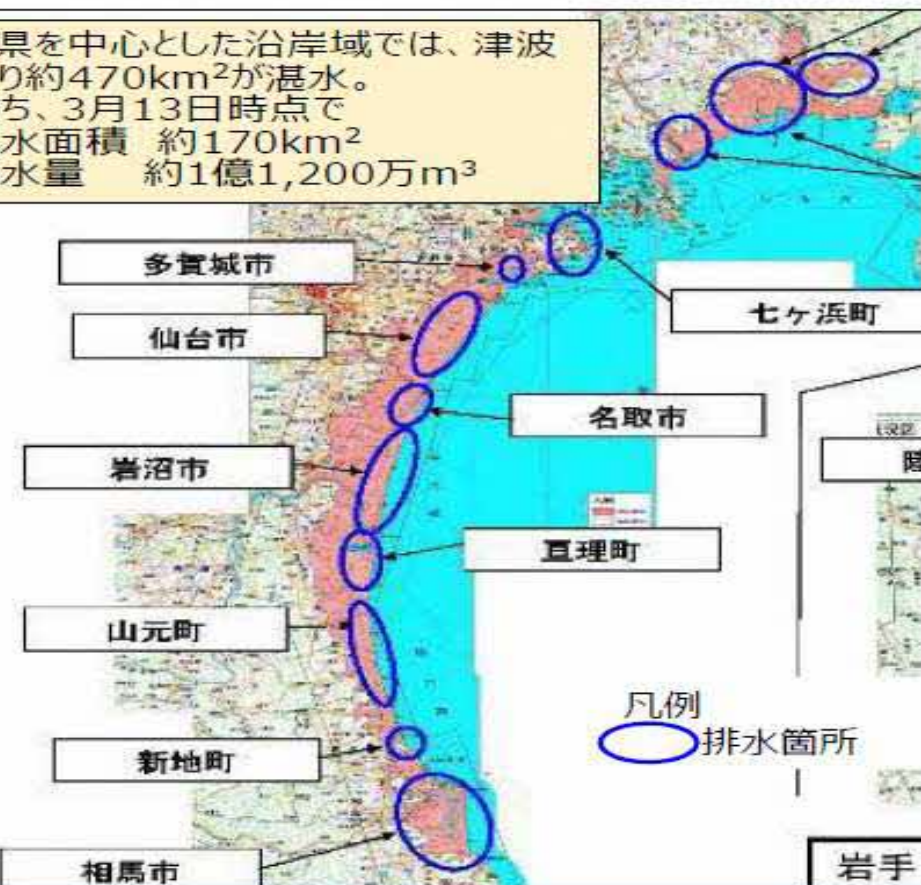 県を中心とした沿岸域では、津波
り約470km²が湛水。
ち、3月13日時点で
水面積 約170km²
水量 約1億1,200万m³
多賀城市
七ヶ浜町
仙台市
名取市
岩沼市
亘理町
山元町
凡例
排水箇所
新地町
相馬市
岩手